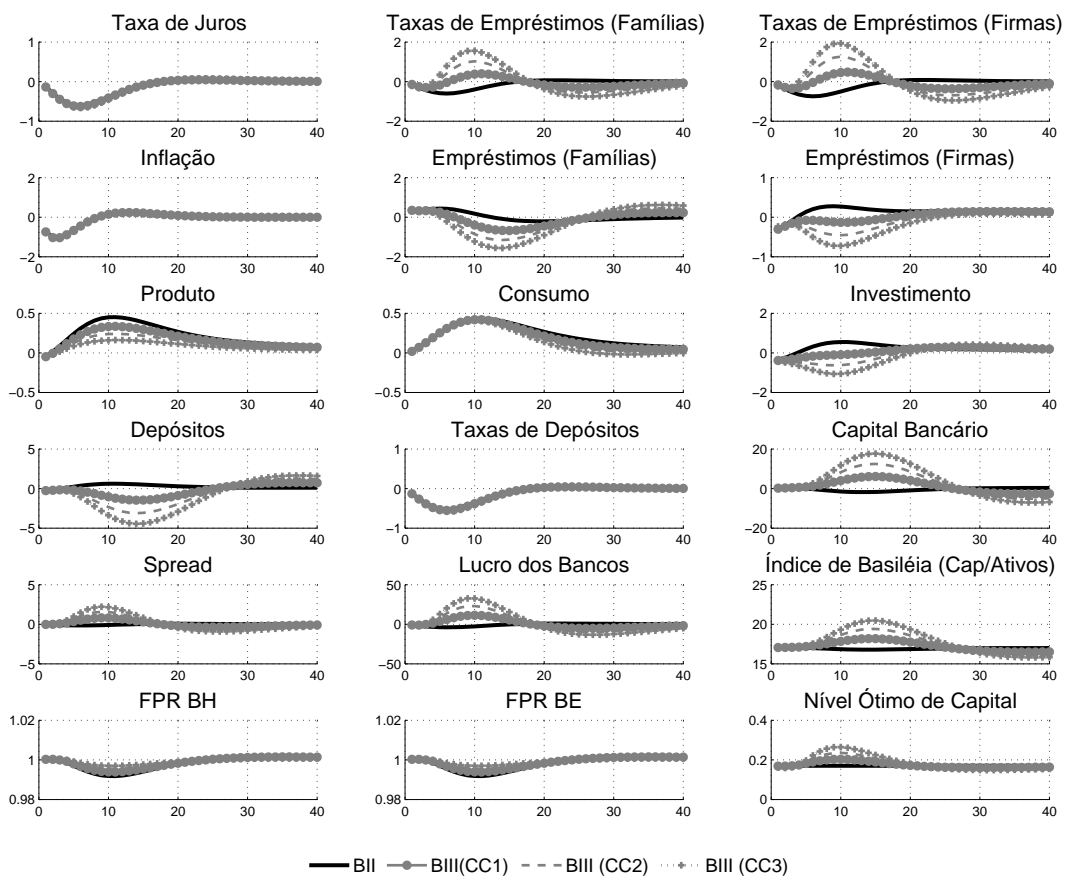 Taxa de Juros
Taxas de Empréstimos (Famílias)
Taxas de Empréstimos (Firmas)
1
0
−1
0 10 20 30 40
2
0
−2
0 10 20 30 40
2
0
−2
0 10 20 30 40
Inflação
Empréstimos (Famílias)
Empréstimos (Firmas)
2
0
−2
0 10 20 30 40
2
0
−2
0 10 20 30 40
1
0
−1
0 10 20 30 40
Produto
Consumo
Investimento
0.5
0
−0.5
0 10 20 30 40
0.5
0
−0.5
0 10 20 30 40
2
0
−2
0 10 20 30 40
Depósitos
Taxas de Depósitos
Capital Bancário
5
0
−5
0 10 20 30 40
1
0
−1
0 10 20 30 40
20
0
−20
0 10 20 30 40
Spread
Lucro dos Bancos
Índice de Basiléia (Cap/Ativos)
5
0
−5
0 10 20 30 40
50
0
−50
0 10 20 30 40
25
20
15
0 10 20 30 40
FPR BH
FPR BE
Nível Ótimo de Capital
1.02
1
0.98
0 10 20 30 40
1.02
1
0.98
0 10 20 30 40
0.4
0.2
0
0 10 20 30 40
BII BIII(CC1) BIII (CC2) BIII (CC3)